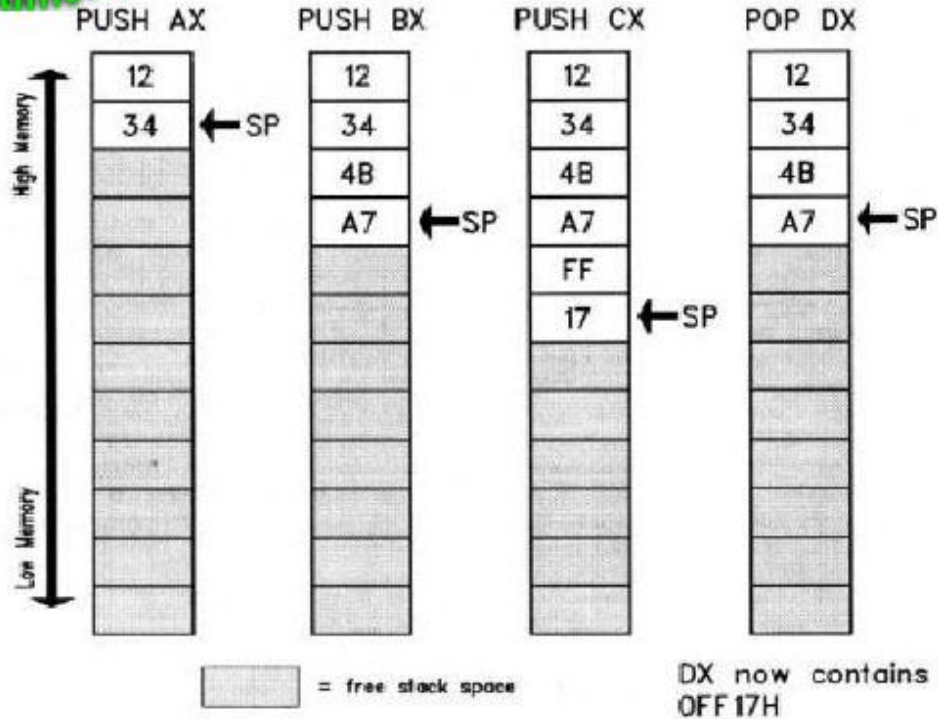 PUSH AX PUSH BX PUSH CX POP DX
High Memory
Low Memory
12 12 12 12
34 SP 34 34 34
4B 4B 4B
A7 SP A7 A7 SP
FF
17 SP
= free stack space
DX now contains
0FF17H